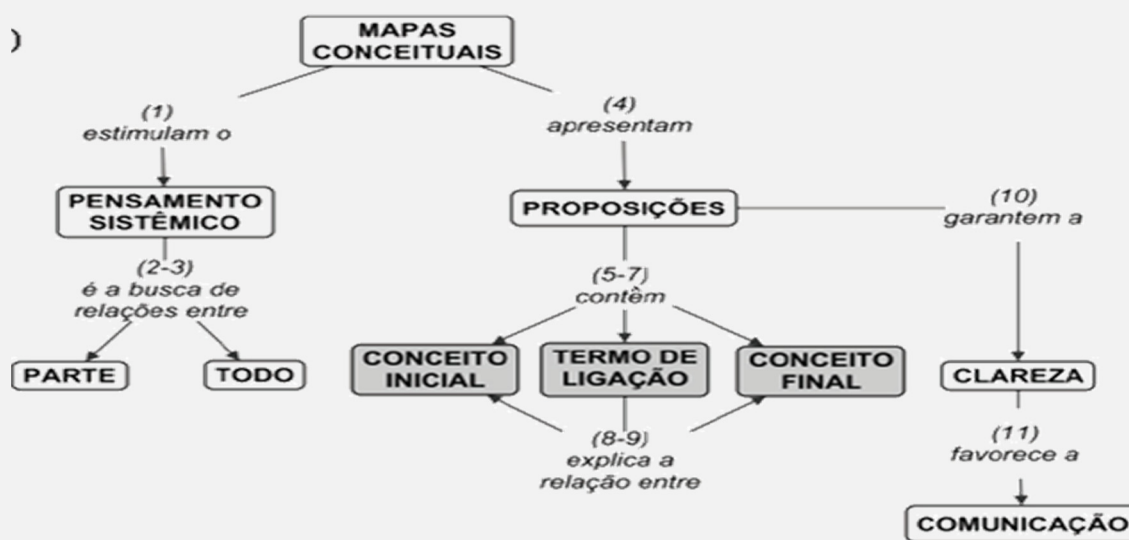 )
MAPAS
CONCEITUAIS
(1)
estimulam o
(4)
apresentam
PENSAMENTO
SISTÊMICO
PROPOSIÇÕES
(10)
garantem a
(2-3)
é a busca de
relações entre
(5-7)
contêm
PARTE
TODO
CONCEITO
INICIAL
TERMO DE
LIGAÇÃO
CONCEITO
FINAL
CLAREZA
(8-9)
explica a
relação entre
(11)
favorece a
COMUNICAÇÃO